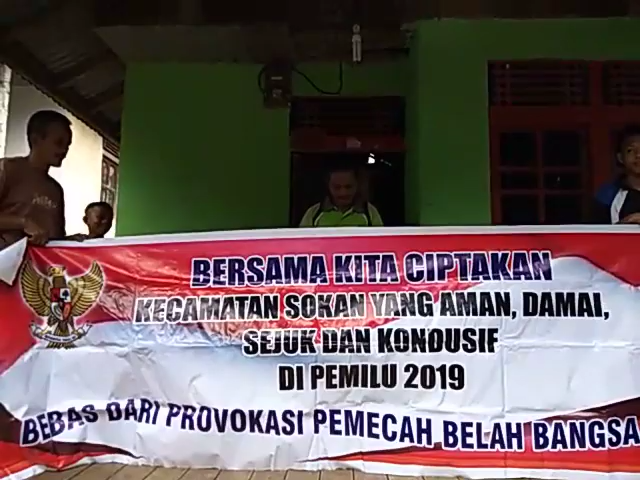 BERSAMA KITA CIPTAKAN
KECAMATAN SOKAN YANG AMAN, DAMAI,
SEJUK DAN KONDUSIF
DI PEMILU 2019
BEBAS DARI PROVOKASI PEMECAH BELAH BANGSA